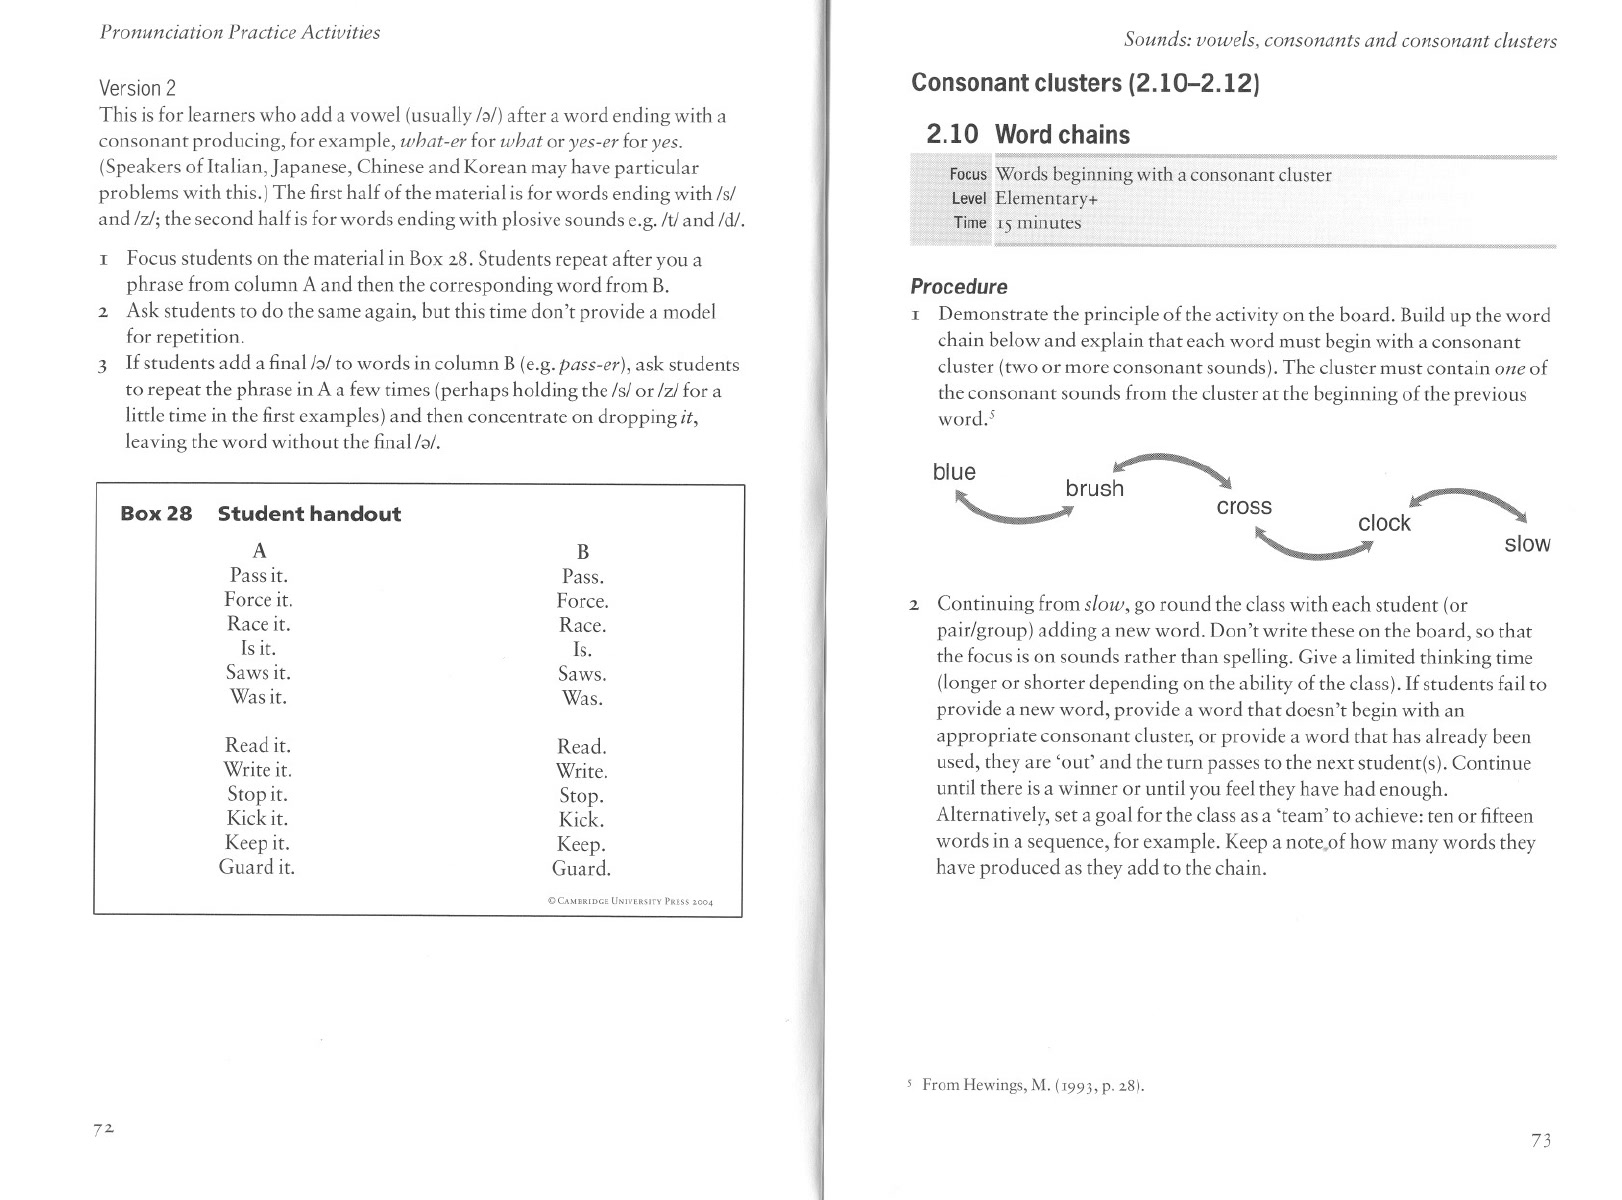 Pronunciation Practice Activities
Version 2
This is for learners who add a vowel (usually /ə/) after a word ending with a
consonant producing, for example, what-er for what or yes-er for yes.
(Speakers of Italian, Japanese, Chinese and Korean may have particular
problems with this.) The first half of the material is for words ending with /s/
and /z/; the second half is for words ending with plosive sounds e.g. /t/ and /d/.
1 Focus students on the material in Box 28. Students repeat after you a
phrase from column A and then the corresponding word from B.
2 Ask students to do the same again, but this time don't provide a model
for repetition.
3 If students add a final /ə/ to words in column B (e.g. pass-er), ask students
to repeat the phrase in A a few times (perhaps holding the /s/ or /z/ for a
little time in the first examples) and then concentrate on dropping it,
leaving the word without the final /ə/.
Box 28 Student handout
A B
Pass it. Pass.
Force it. Force.
Race it. Race.
Is it. Is.
Saws it. Saws.
Was it. Was.
Read it. Read.
Write it. Write.
Stop it. Stop.
Kick it. Kick.
Keep it. Keep.
Guard it. Guard.
© CAMBRIDGE UNIVERSITY PRESS 2004
72
Sounds: vowels, consonants and consonant clusters
Consonant clusters (2.10–2.12)
2.10 Word chains
Focus Words beginning with a consonant cluster
Level Elementary+
Time 15 minutes
Procedure
1 Demonstrate the principle of the activity on the board. Build up the word
chain below and explain that each word must begin with a consonant
cluster (two or more consonant sounds). The cluster must contain one of
the consonant sounds from the cluster at the beginning of the previous
word.⁵
blue
brush
cross
clock
slow
2 Continuing from slow, go round the class with each student (or
pair/group) adding a new word. Don't write these on the board, so that
the focus is on sounds rather than spelling. Give a limited thinking time
(longer or shorter depending on the ability of the class). If students fail to
provide a new word, provide a word that doesn't begin with an
appropriate consonant cluster, or provide a word that has already been
used, they are 'out' and the turn passes to the next student(s). Continue
until there is a winner or until you feel they have had enough.
Alternatively, set a goal for the class as a 'team' to achieve: ten or fifteen
words in a sequence, for example. Keep a note of how many words they
have produced as they add to the chain.
⁵ From Hewings, M. (1993, p. 28).
73